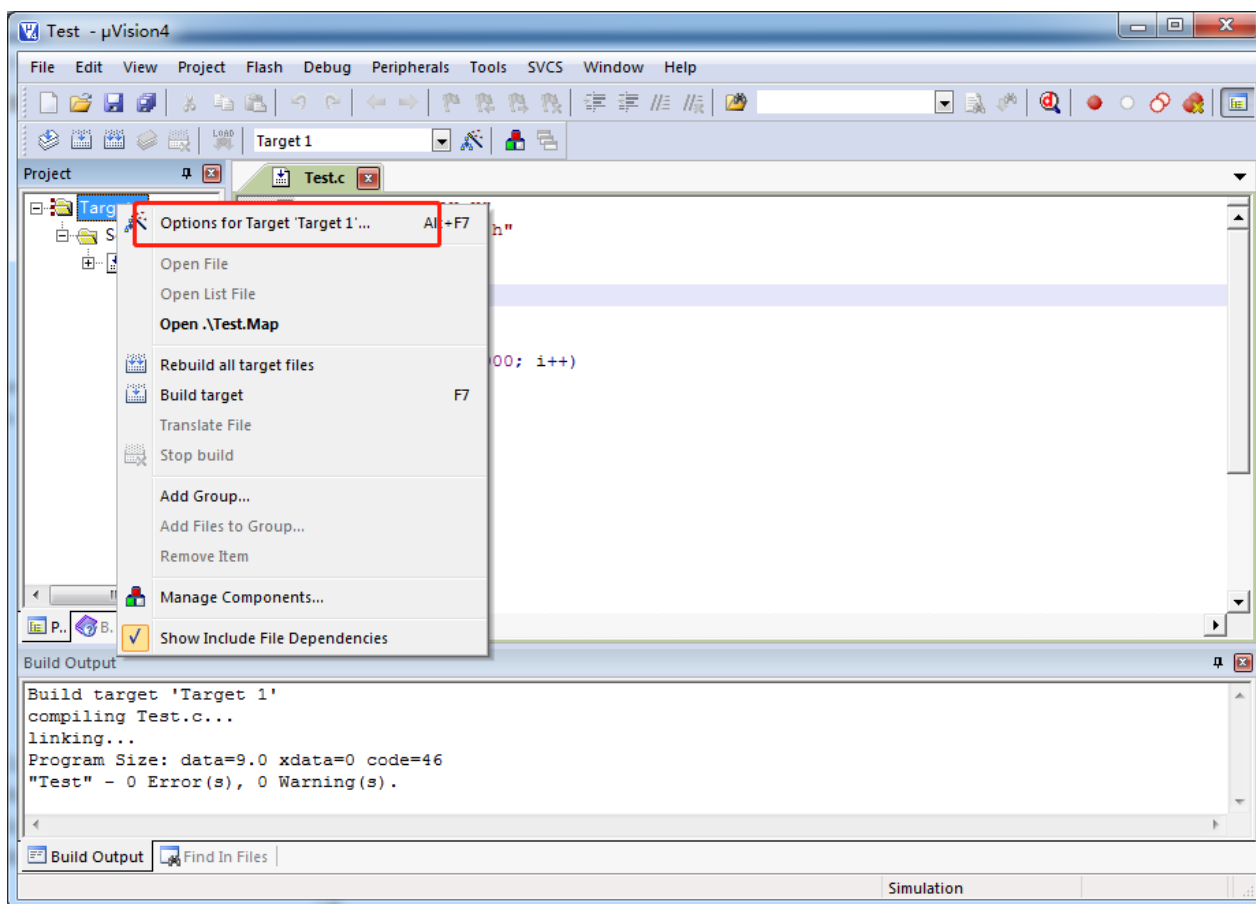 Test - µVision4
File Edit View Project Flash Debug Peripherals Tools SVCS Window Help
LOAD Target 1
Project
Test.c
Targ
Options for Target 'Target 1'... Alt+F7
h"
S
Open File
Open List File
Open .\Test.Map
Rebuild all target files
00; i++)
Build target F7
Translate File
Stop build
Add Group...
Add Files to Group...
Remove Item
Manage Components...
P.. B.
Show Include File Dependencies
Build Output
Build target 'Target 1'
compiling Test.c...
linking...
Program Size: data=9.0 xdata=0 code=46
"Test" - 0 Error(s), 0 Warning(s).
Build Output Find In Files
Simulation